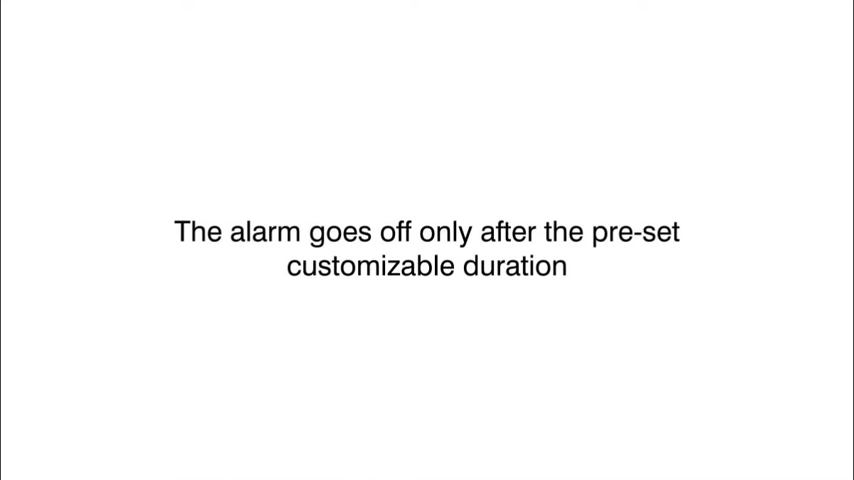 The alarm goes off only after the pre-set
customizable duration